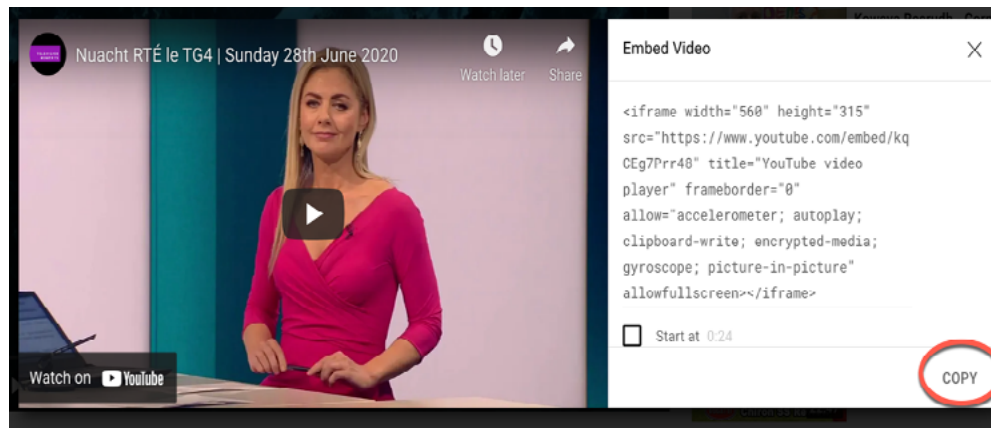 Nuacht RTÉ le TG4 | Sunday 28th June 2020
Watch later
Share
Watch on YouTube
Embed Video
<iframe width="560" height="315"
src="https://www.youtube.com/embed/kq
CEg7Prr48" title="YouTube video
player" frameborder="0"
allow="accelerometer; autoplay;
clipboard-write; encrypted-media;
gyroscope; picture-in-picture"
allowfullscreen></iframe>
Start at 0:24
COPY